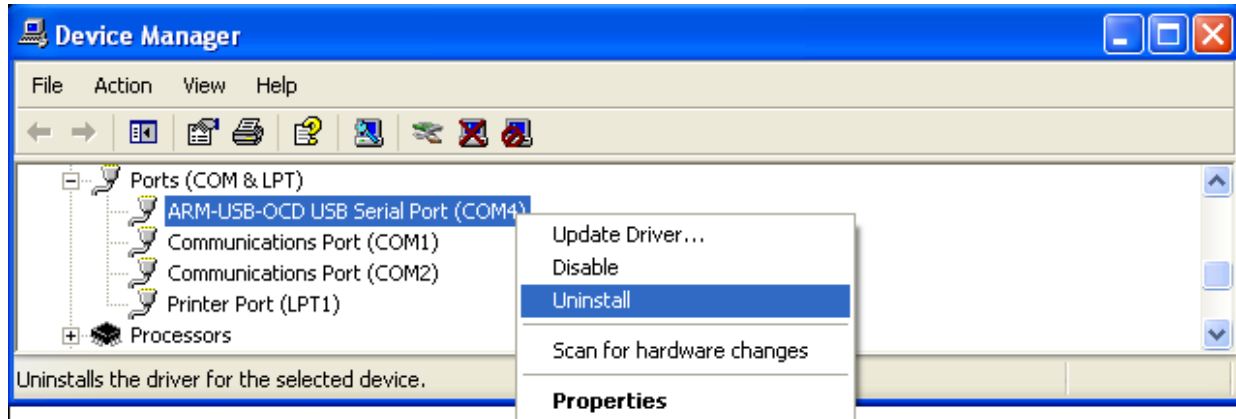 Device Manager
File Action View Help
Ports (COM & LPT)
ARM-USB-OCD USB Serial Port (COM4)
Communications Port (COM1)
Communications Port (COM2)
Printer Port (LPT1)
Processors
Update Driver...
Disable
Uninstall
Scan for hardware changes
Properties
Uninstalls the driver for the selected device.